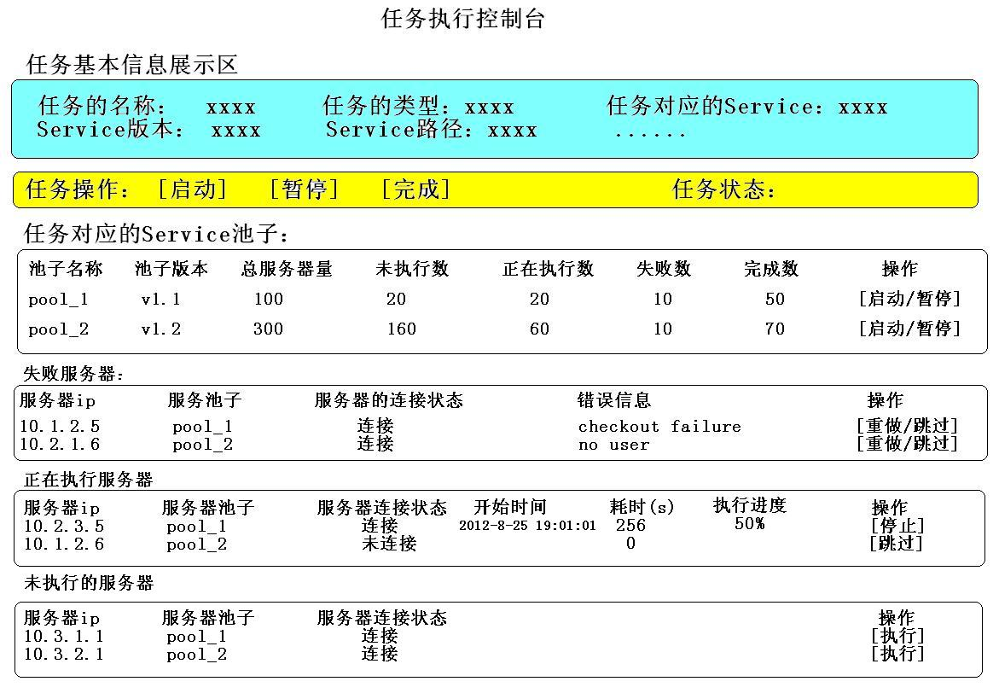 任务执行控制台
任务基本信息展示区
任务的名称： xxxx 任务的类型：xxxx 任务对应的Service：xxxx
Service版本： xxxx Service路径：xxxx ......
任务操作： [启动] [暂停] [完成] 任务状态：
任务对应的Service池子：
池子名称 池子版本 总服务器量 未执行数 正在执行数 失败数 完成数 操作
pool_1 v1.1 100 20 20 10 50 [启动/暂停]
pool_2 v1.2 300 160 60 10 70 [启动/暂停]
失败服务器：
服务器ip 服务池子 服务器的连接状态 错误信息 操作
10.1.2.5 pool_1 连接 checkout failure [重做/跳过]
10.2.1.6 pool_2 连接 no user [重做/跳过]
正在执行服务器
服务器ip 服务器池子 服务器连接状态 开始时间 耗时(s) 执行进度 操作
10.2.3.5 pool_1 连接 2012-8-25 19:01:01 256 50% [停止]
10.1.2.6 pool_2 未连接 0 [跳过]
未执行的服务器
服务器ip 服务器池子 服务器连接状态 操作
10.3.1.1 pool_1 连接 [执行]
10.3.2.1 pool_2 连接 [执行]